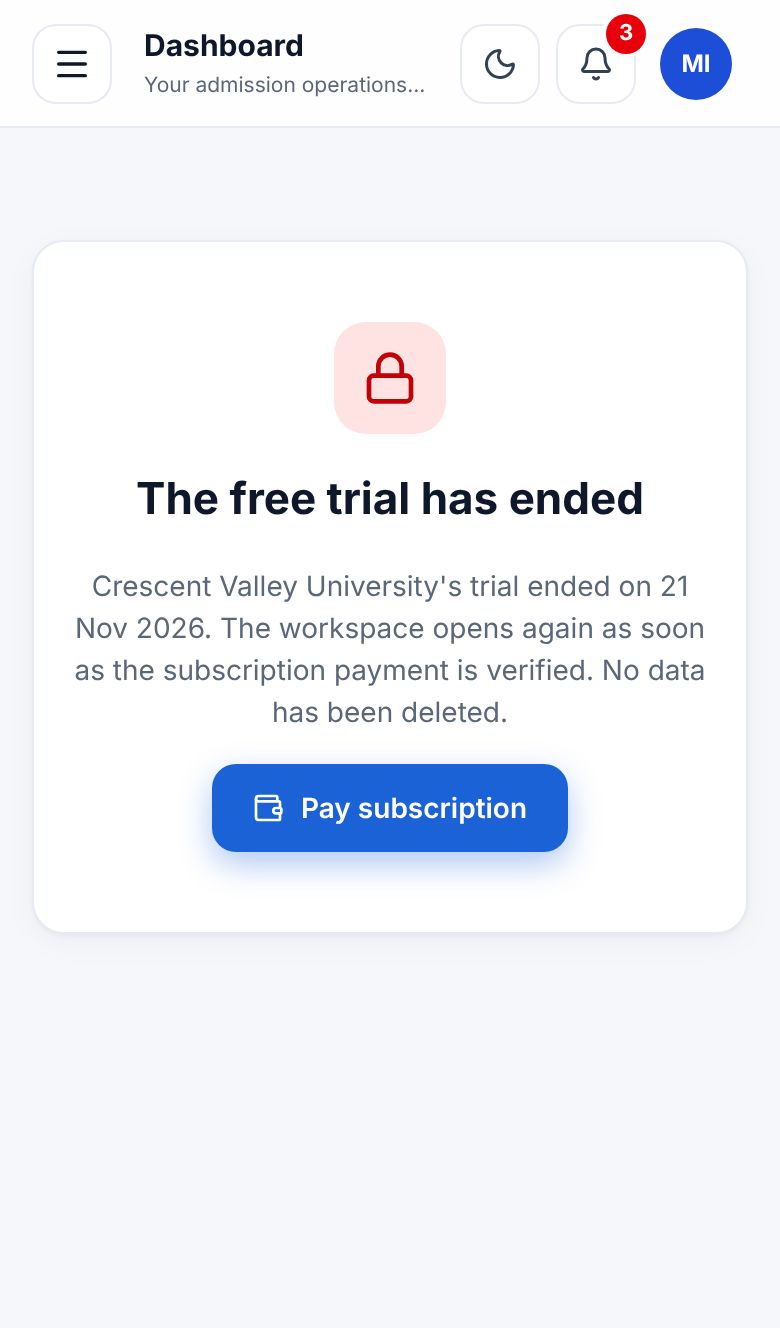 Dashboard
Your admission operations...
3
MI
The free trial has ended
Crescent Valley University's trial ended on 21
Nov 2026. The workspace opens again as soon
as the subscription payment is verified. No data
has been deleted.
Pay subscription